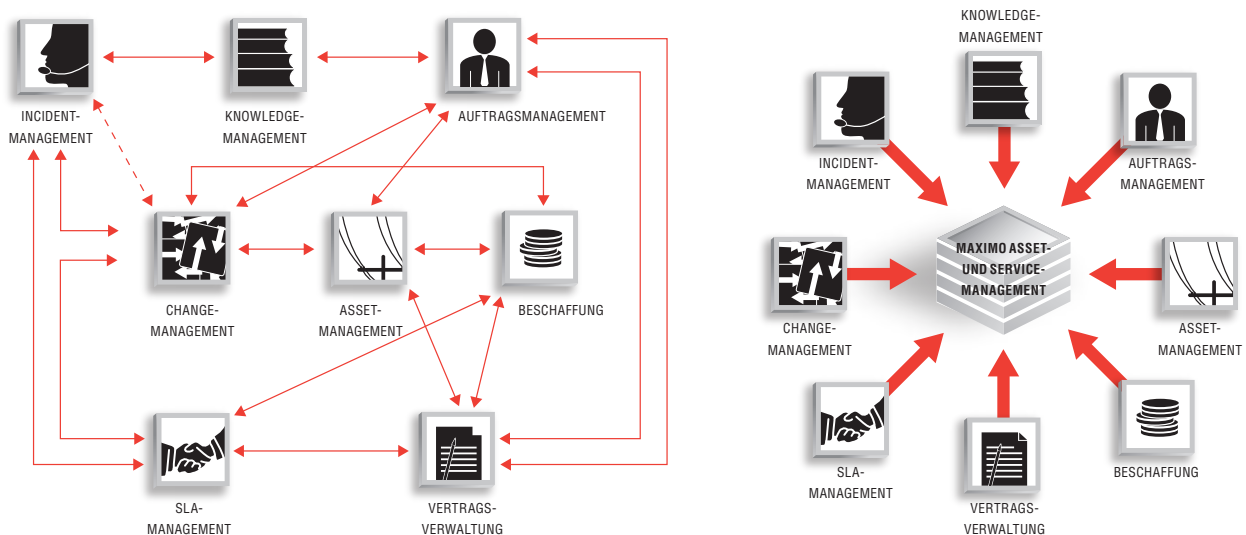 INCIDENT-
MANAGEMENT
KNOWLEDGE-
MANAGEMENT
AUFTRAGSMANAGEMENT
CHANGE-
MANAGEMENT
ASSET-
MANAGEMENT
BESCHAFFUNG
SLA-
MANAGEMENT
VERTRAGS-
VERWALTUNG
KNOWLEDGE-
MANAGEMENT
INCIDENT-
MANAGEMENT
AUFTRAGS-
MANAGEMENT
MAXIMO ASSET-
UND SERVICE-
MANAGEMENT
CHANGE-
MANAGEMENT
ASSET-
MANAGEMENT
SLA-
MANAGEMENT
BESCHAFFUNG
VERTRAGS-
VERWALTUNG